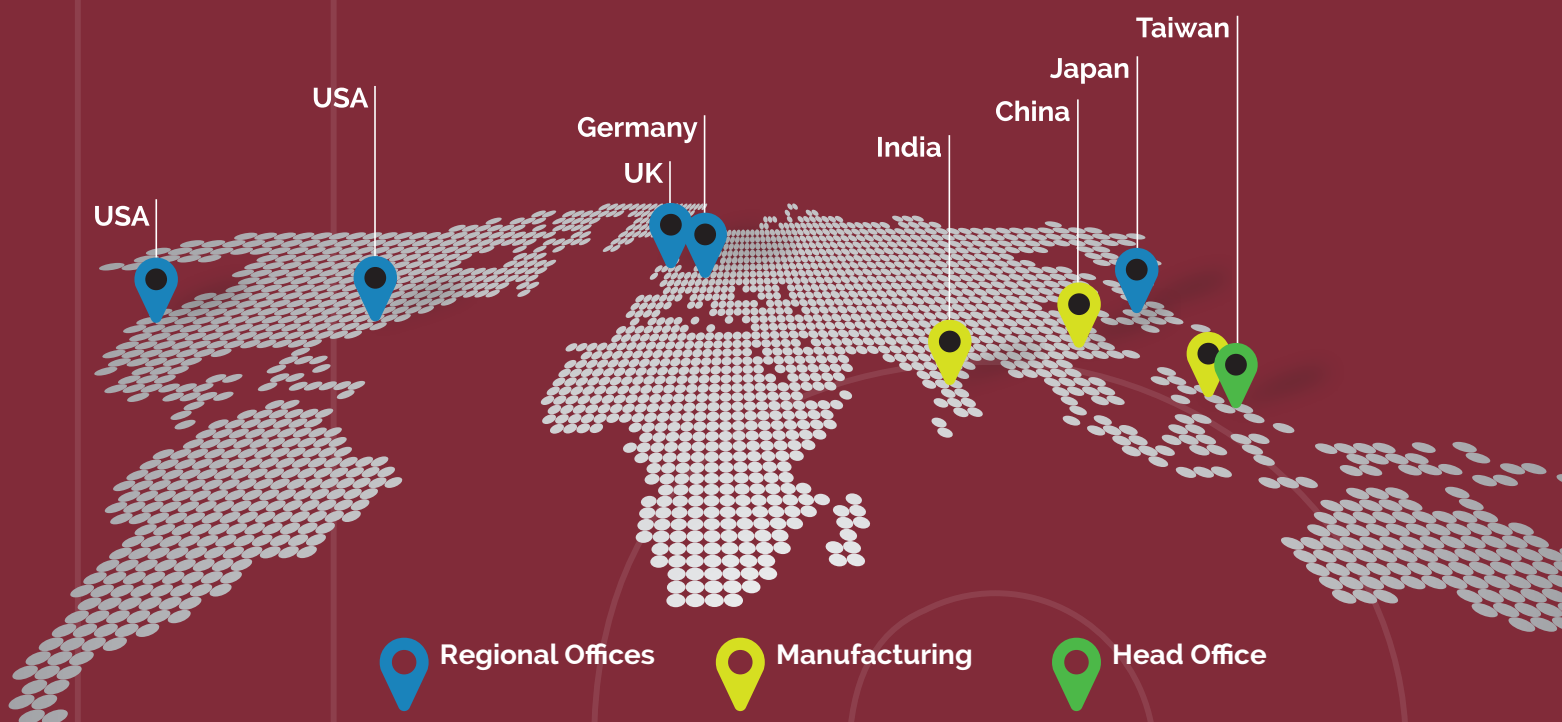 Taiwan
Japan
USA
China
Germany
India
UK
USA
Regional Offices
Manufacturing
Head Office